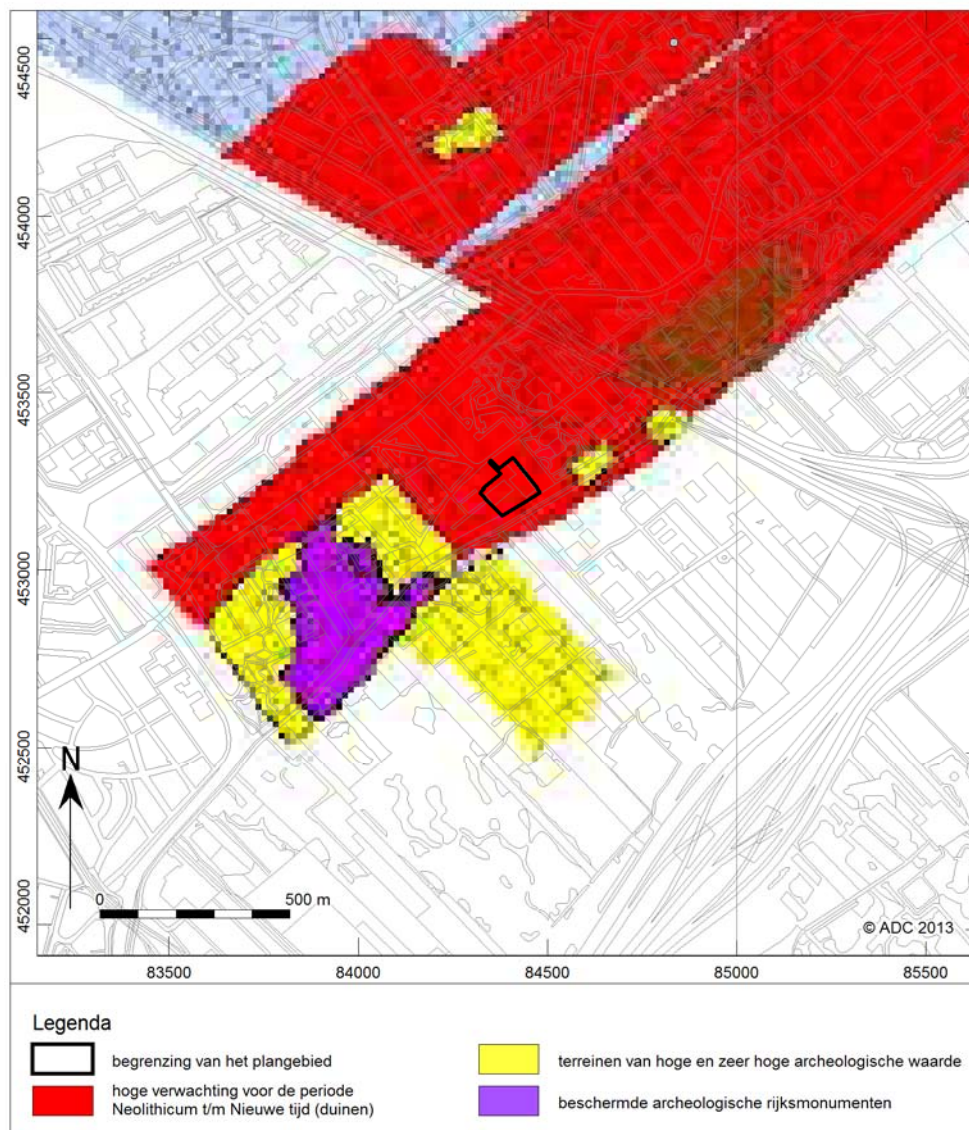 454500
454000
453500
453000
452500
452000
N
0 500 m
© ADC 2013
83500 84000 84500 85000 85500
Legenda
begrenzing van het plangebied
hoge verwachting voor de periode
Neolithicum t/m Nieuwe tijd (duinen)
terreinen van hoge en zeer hoge archeologische waarde
beschermde archeologische rijksmonumenten